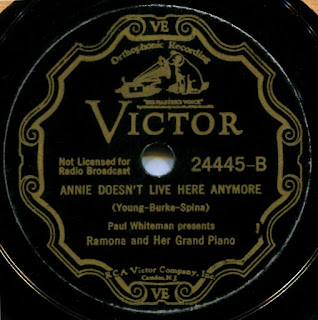 VE
Orthophonic Recording
"HIS MASTER'S VOICE"
VICTOR
Not Licensed for
Radio Broadcast
24445-B
ANNIE DOESN'T LIVE HERE ANYMORE
(Young-Burke-Spina)
Paul Whiteman presents
Ramona and Her Grand Piano
RCA Victor Company, Inc.
Camden, N.J.
VE